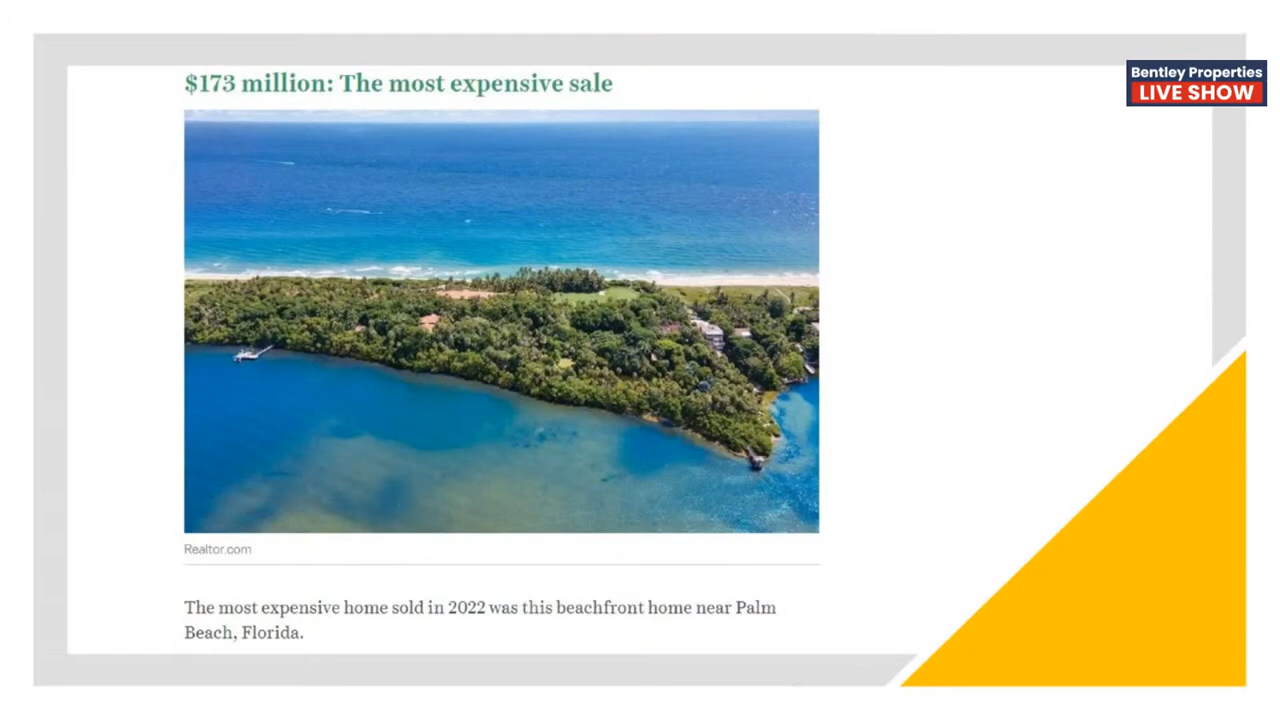 $173 million: The most expensive sale
Bentley Properties
LIVE SHOW
Realtor.com
The most expensive home sold in 2022 was this beachfront home near Palm
Beach, Florida.